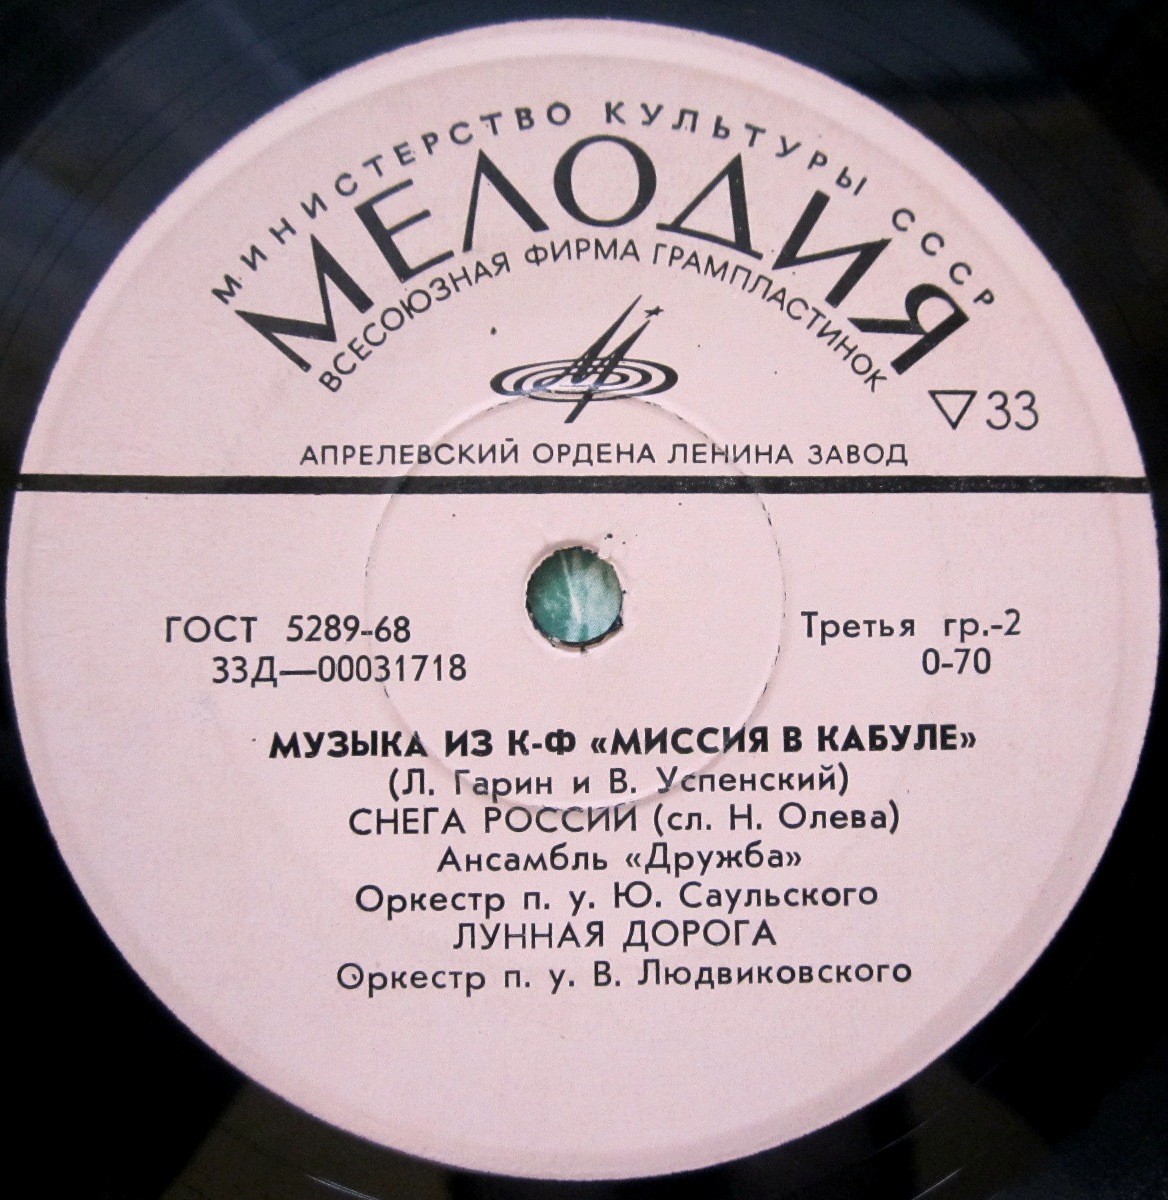 МИНИСТЕРСТВО КУЛЬТУРЫ СССР
МЕЛОДИЯ
ВСЕСОЮЗНАЯ ФИРМА ГРАМПЛАСТИНОК
▽33
АПРЕЛЕВСКИЙ ОРДЕНА ЛЕНИНА ЗАВОД
ГОСТ 5289-68
33Д—00031718
Третья гр.-2
0-70
МУЗЫКА ИЗ К-Ф «МИССИЯ В КАБУЛЕ»
(Л. Гарин и В. Успенский)
СНЕГА РОССИИ (сл. Н. Олева)
Ансамбль «Дружба»
Оркестр п. у. Ю. Саульского
ЛУННАЯ ДОРОГА
Оркестр п. у. В. Людвиковского